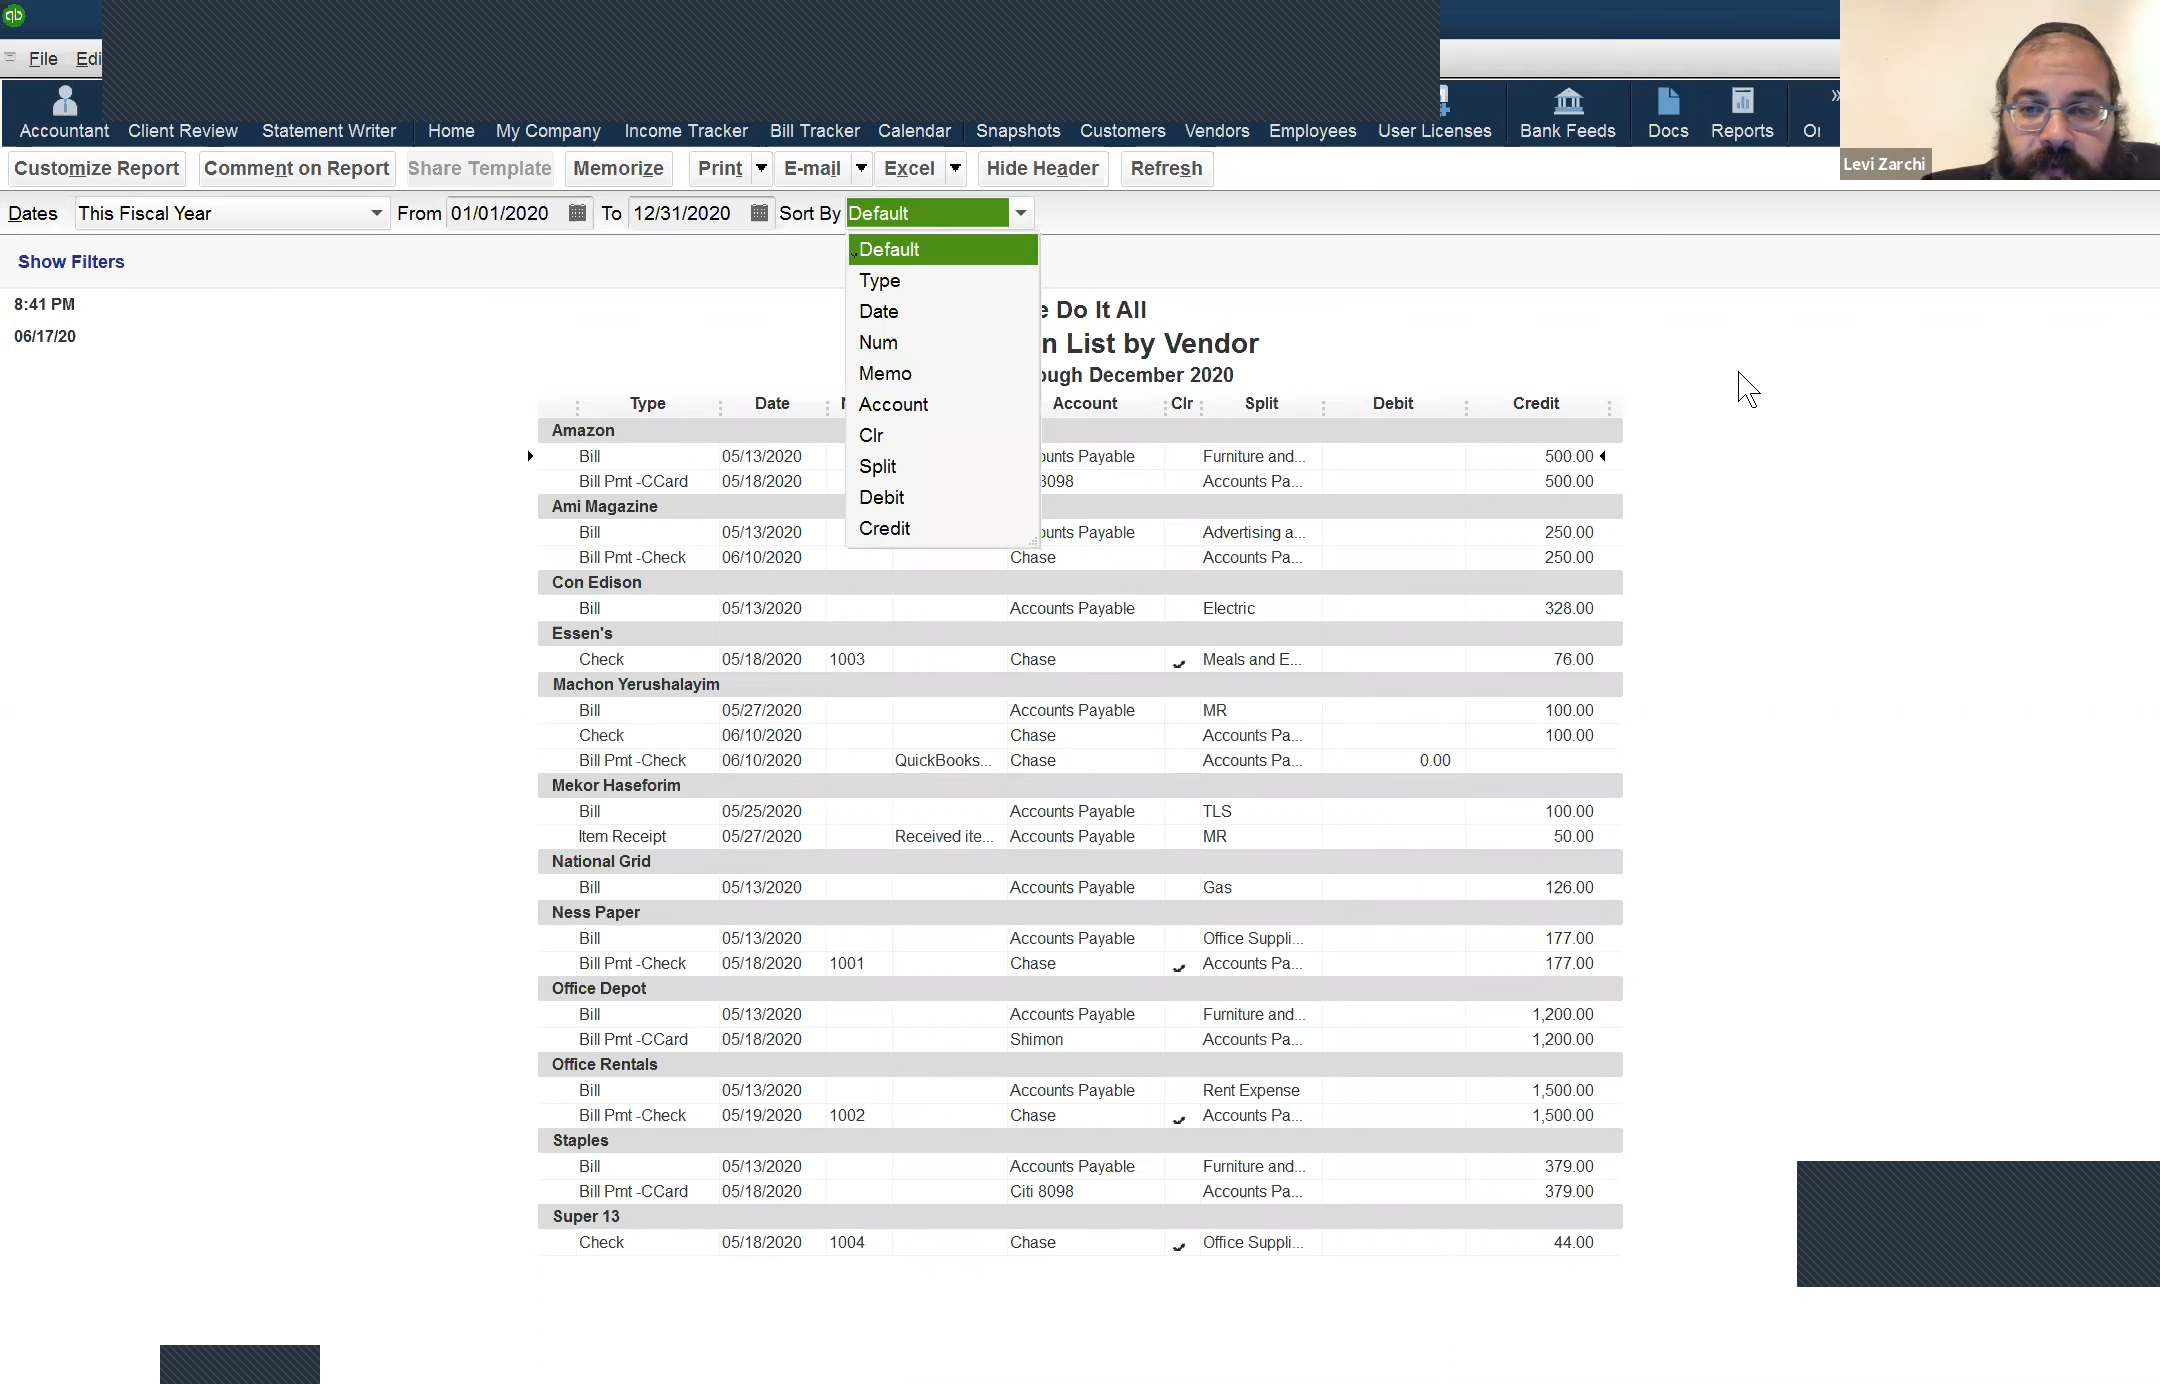 qb
File Edi
Accountant Client Review Statement Writer Home My Company Income Tracker Bill Tracker Calendar Snapshots Customers Vendors Employees User Licenses Bank Feeds Docs Reports
Levi Zarchi
Customize Report Comment on Report Share Template Memorize Print E-mail Excel Hide Header Refresh
Dates This Fiscal Year From 01/01/2020 To 12/31/2020 Sort By Default
Default
Type
Date
Num
Memo
Account
Clr
Split
Debit
Credit
Show Filters
8:41 PM
06/17/20
e Do It All
n List by Vendor
ough December 2020
Type Date Account Clr Split Debit Credit
Amazon
Bill 05/13/2020 ounts Payable Furniture and... 500.00
Bill Pmt -CCard 05/18/2020 8098 Accounts Pa... 500.00
Ami Magazine
Bill 05/13/2020 ounts Payable Advertising a... 250.00
Bill Pmt -Check 06/10/2020 Chase Accounts Pa... 250.00
Con Edison
Bill 05/13/2020 Accounts Payable Electric 328.00
Essen's
Check 05/18/2020 1003 Chase Meals and E... 76.00
Machon Yerushalayim
Bill 05/27/2020 Accounts Payable MR 100.00
Check 06/10/2020 Chase Accounts Pa... 100.00
Bill Pmt -Check 06/10/2020 QuickBooks... Chase Accounts Pa... 0.00
Mekor Haseforim
Bill 05/25/2020 Accounts Payable TLS 100.00
Item Receipt 05/27/2020 Received ite... Accounts Payable MR 50.00
National Grid
Bill 05/13/2020 Accounts Payable Gas 126.00
Ness Paper
Bill 05/13/2020 Accounts Payable Office Suppli... 177.00
Bill Pmt -Check 05/18/2020 1001 Chase Accounts Pa... 177.00
Office Depot
Bill 05/13/2020 Accounts Payable Furniture and... 1,200.00
Bill Pmt -CCard 05/18/2020 Shimon Accounts Pa... 1,200.00
Office Rentals
Bill 05/13/2020 Accounts Payable Rent Expense 1,500.00
Bill Pmt -Check 05/19/2020 1002 Chase Accounts Pa... 1,500.00
Staples
Bill 05/13/2020 Accounts Payable Furniture and... 379.00
Bill Pmt -CCard 05/18/2020 Citi 8098 Accounts Pa... 379.00
Super 13
Check 05/18/2020 1004 Chase Office Suppli... 44.00